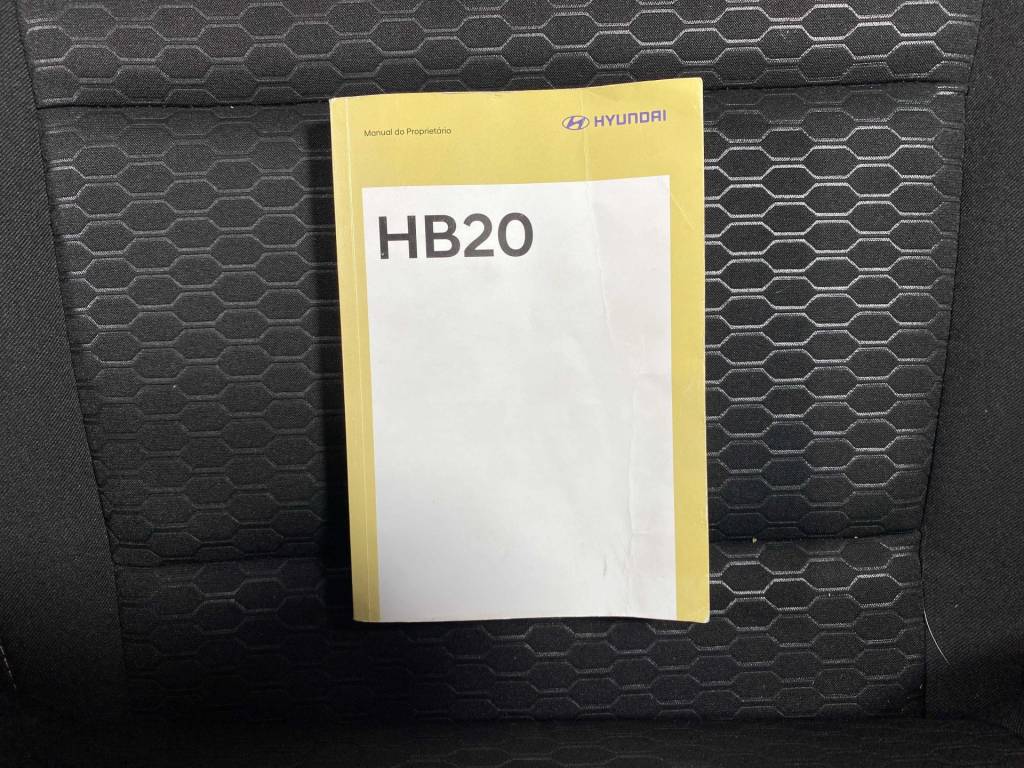 Manual do Proprietário
HYUNDAI
HB20